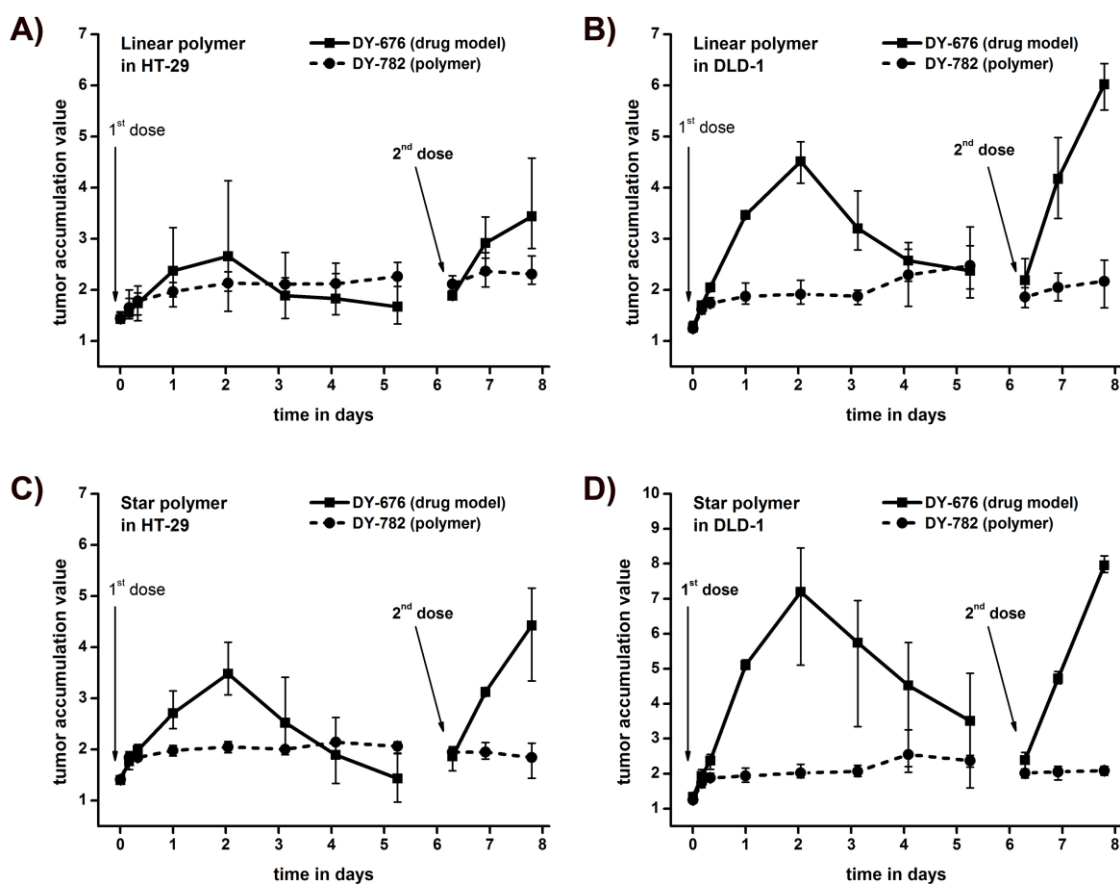 A)
Linear polymer
in HT-29
DY-676 (drug model)
DY-782 (polymer)
1st dose
2nd dose
tumor accumulation value
7
6
5
4
3
2
1
0 1 2 3 4 5 6 7 8
time in days
B)
Linear polymer
in DLD-1
DY-676 (drug model)
DY-782 (polymer)
1st dose
2nd dose
tumor accumulation value
7
6
5
4
3
2
1
0 1 2 3 4 5 6 7 8
time in days
C)
Star polymer
in HT-29
DY-676 (drug model)
DY-782 (polymer)
1st dose
2nd dose
tumor accumulation value
7
6
5
4
3
2
1
0 1 2 3 4 5 6 7 8
time in days
D)
Star polymer
in DLD-1
DY-676 (drug model)
DY-782 (polymer)
1st dose
2nd dose
tumor accumulation value
10
9
8
7
6
5
4
3
2
1
0 1 2 3 4 5 6 7 8
time in days